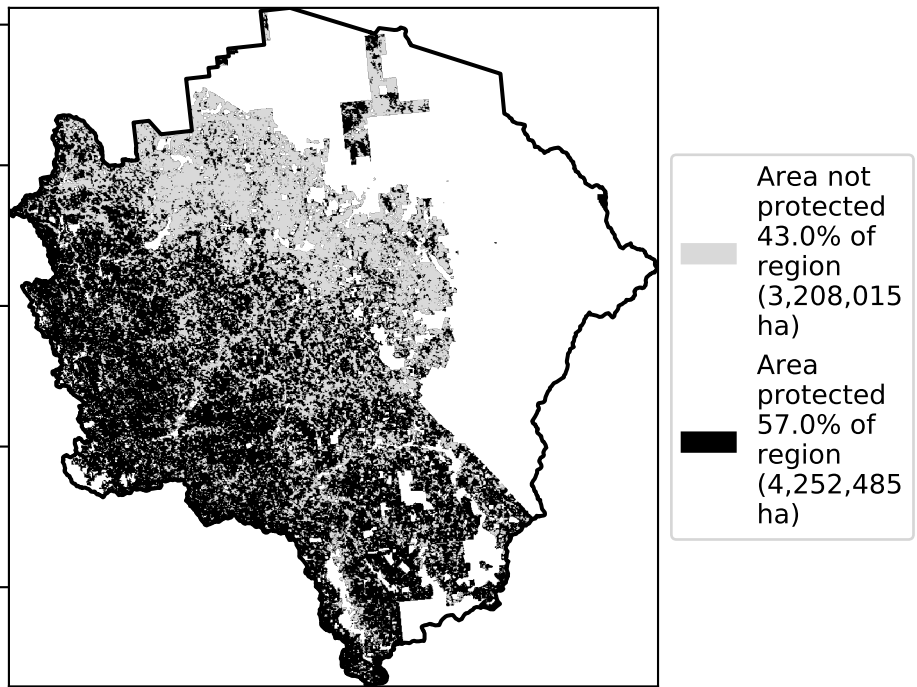 Area not
protected
43.0% of
region
(3,208,015
ha)
Area
protected
57.0% of
region
(4,252,485
ha)